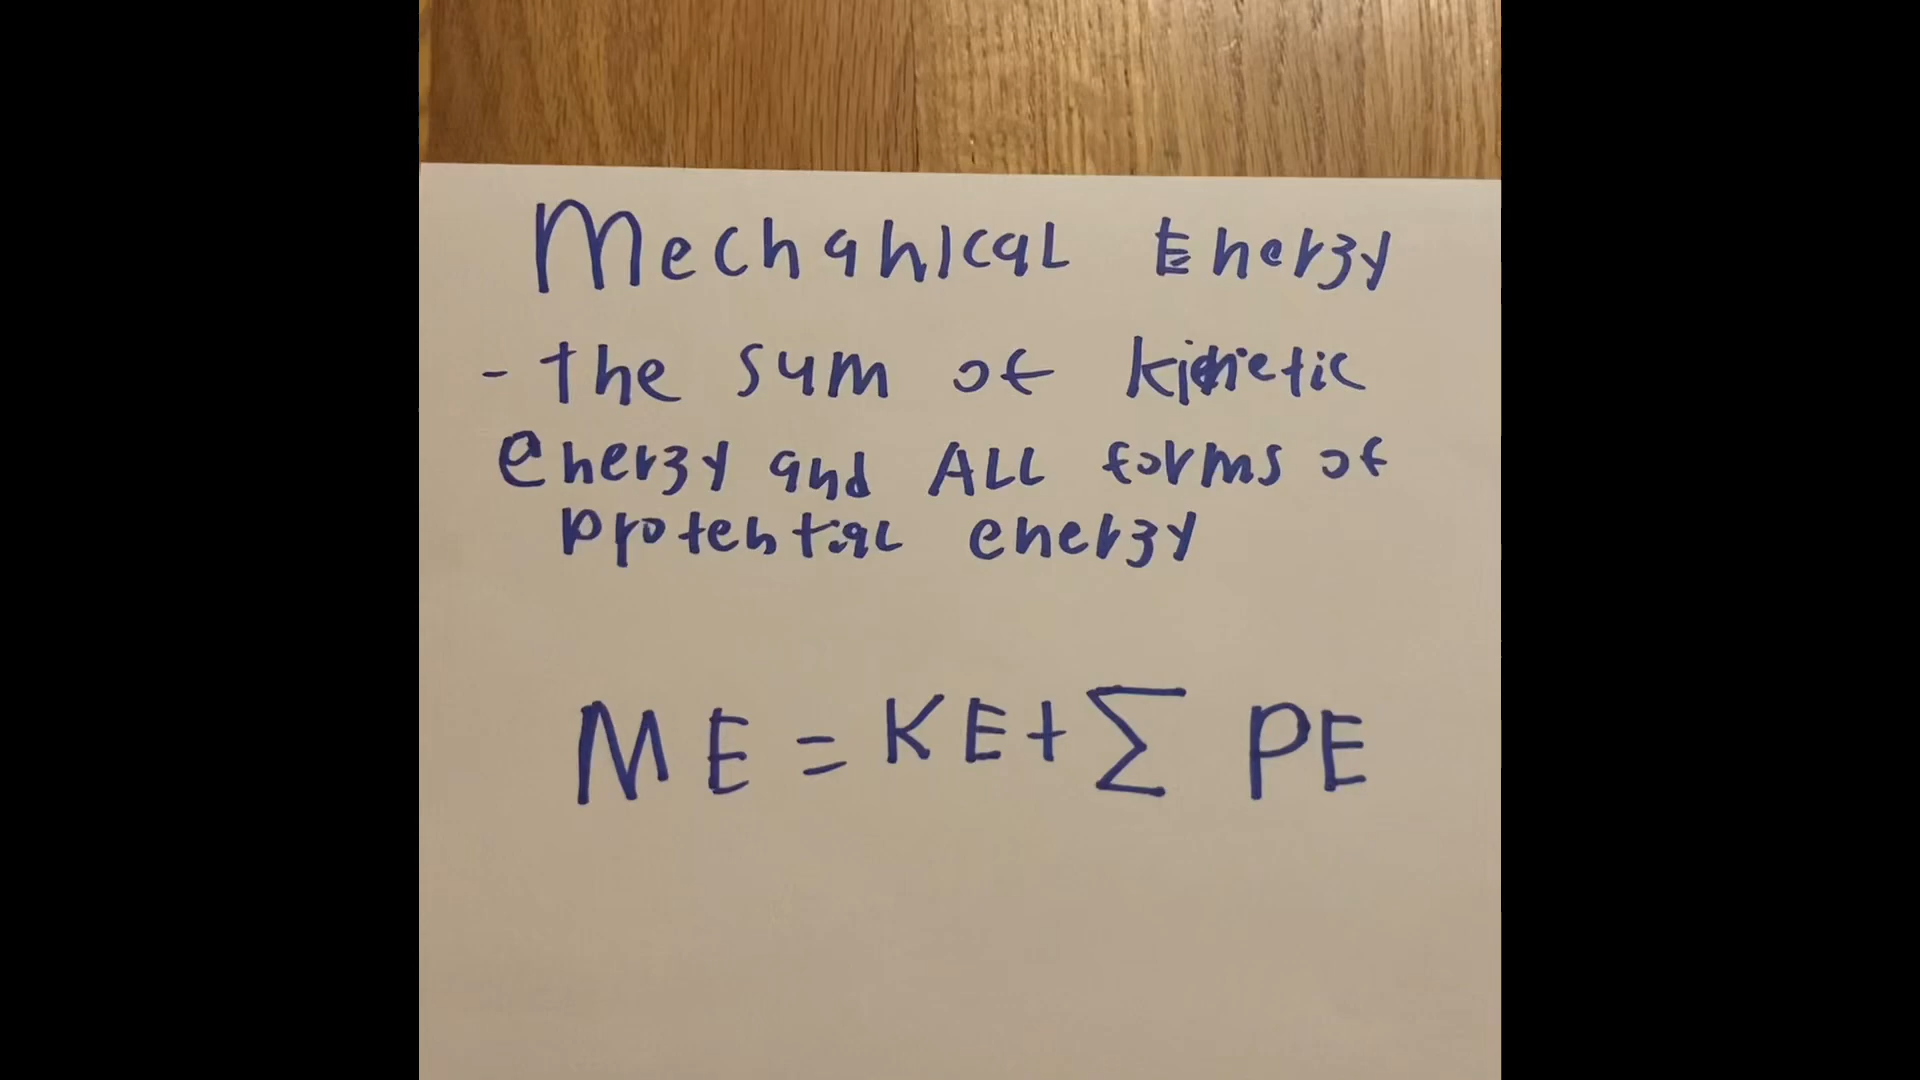 Mechanical Energy
- the sum of kinetic
energy and ALL forms of
protential energy
ME = KE + Σ PE